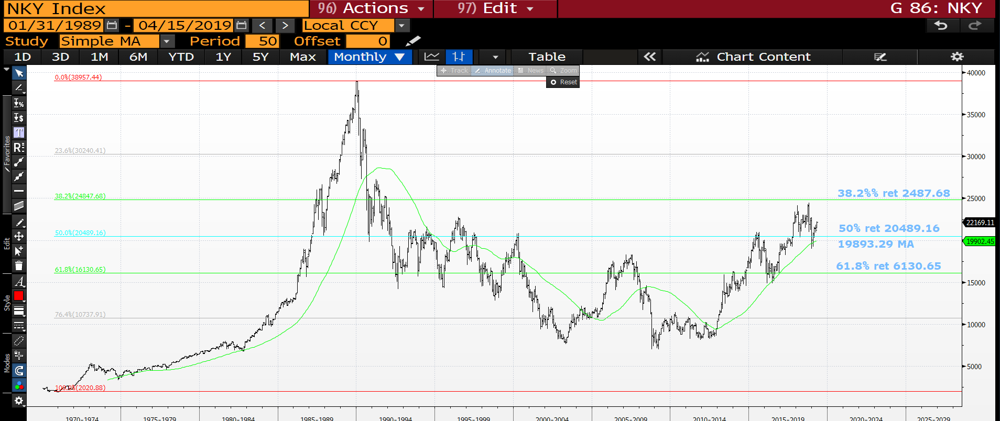 NKY Index 96) Actions 97) Edit G 86: NKY
01/31/1989 - 04/15/2019 < > Local CCY
Study Simple MA Period 50 Offset 0
1D 3D 1M 6M YTD 1Y 5Y Max Monthly ▼ Table « Chart Content
Track Annotate News Zoom
Reset
Favorites
Edit
Style
Modes
%
$
T
R
A
0.0%(38957.44)
23.6%(30240.41)
38.2%(24847.68)
50.0%(20489.16)
61.8%(16130.65)
76.4%(10737.91)
100.0%(2020.88)
38.2%% ret 2487.68
50% ret 20489.16
19893.29 MA
61.8% ret 6130.65
40000
35000
30000
25000
22169.11
19902.45
15000
10000
5000
1970-1974 1975-1979 1980-1984 1985-1989 1990-1994 1995-1999 2000-2004 2005-2009 2010-2014 2015-2019 2020-2024 2025-2029